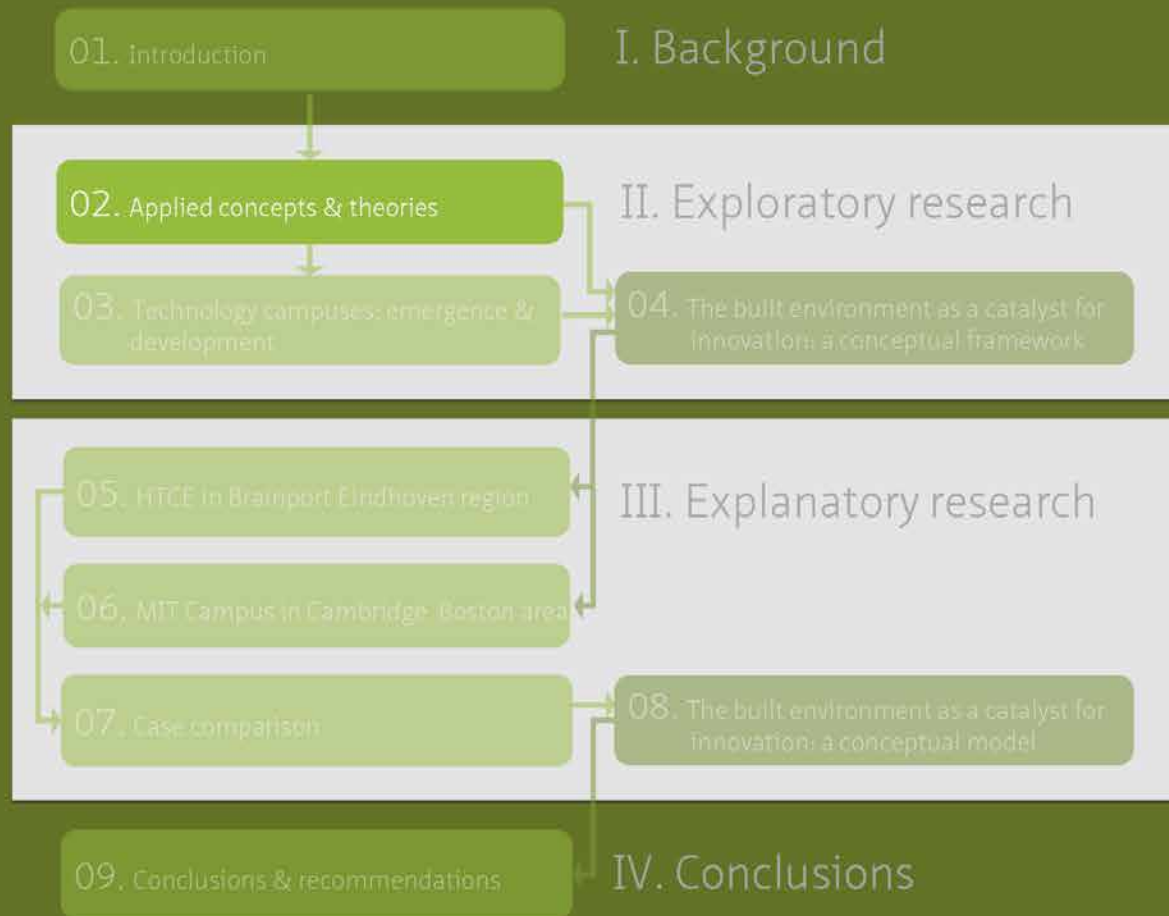 01. Introduction
I. Background
02. Applied concepts & theories
II. Exploratory research
03. Technology campuses: emergence &
development
04. The built environment as a catalyst for
innovation: a conceptual framework
05. HTCE in Brainport Eindhoven region
III. Explanatory research
06. MIT Campus in Cambridge Boston area
07. Case comparison
08. The built environment as a catalyst for
innovation: a conceptual model
09. Conclusions & recommendations
IV. Conclusions